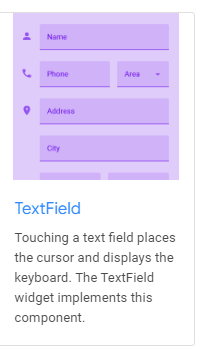 Name
Phone Area
Address
City
TextField
Touching a text field places
the cursor and displays the
keyboard. The TextField
widget implements this
component.